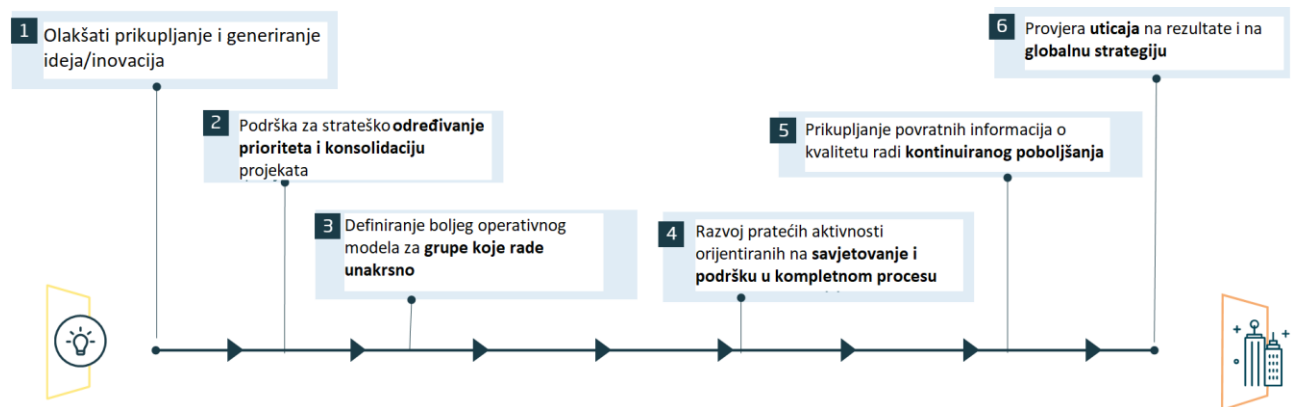 1
Olakšati prikupljanje i generiranje
ideja/inovacija
2
Podrška za strateško određivanje
prioriteta i konsolidaciju
projekata
3
Definiranje boljeg operativnog
modela za grupe koje rade
unakrsno
4
Razvoj pratećih aktivnosti
orijentiranih na savjetovanje i
podršku u kompletnom procesu
5
Prikupljanje povratnih informacija o
kvalitetu radi kontinuiranog poboljšanja
6
Provjera uticaja na rezultate i na
globalnu strategiju